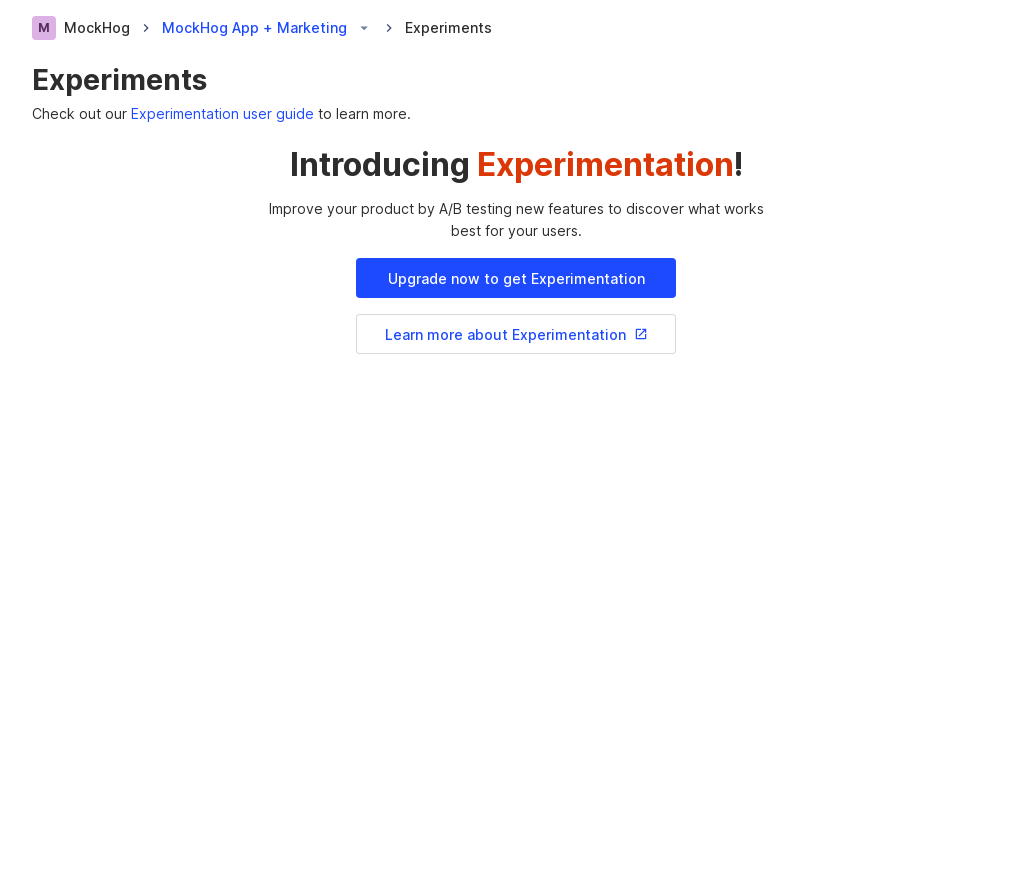 M MockHog MockHog App + Marketing Experiments
Experiments
Check out our Experimentation user guide to learn more.
Introducing Experimentation!
Improve your product by A/B testing new features to discover what works
best for your users.
Upgrade now to get Experimentation
Learn more about Experimentation